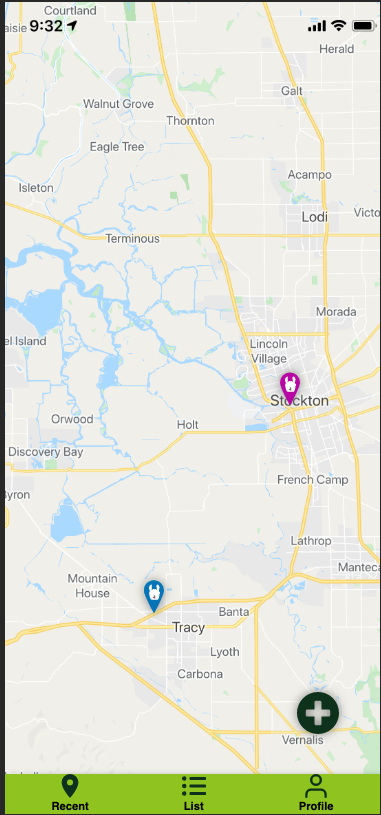 Courtland
aisie
9:32
Herald
Galt
Walnut Grove
Thornton
Eagle Tree
Acampo
Isleton
Lodi
Victo
Terminous
Morada
el Island
Lincoln
Village
Stockton
Orwood
Holt
Discovery Bay
French Camp
Byron
Lathrop
Manteca
Mountain
House
Banta
Tracy
Lyoth
Carbona
Vernalis
Recent
List
Profile